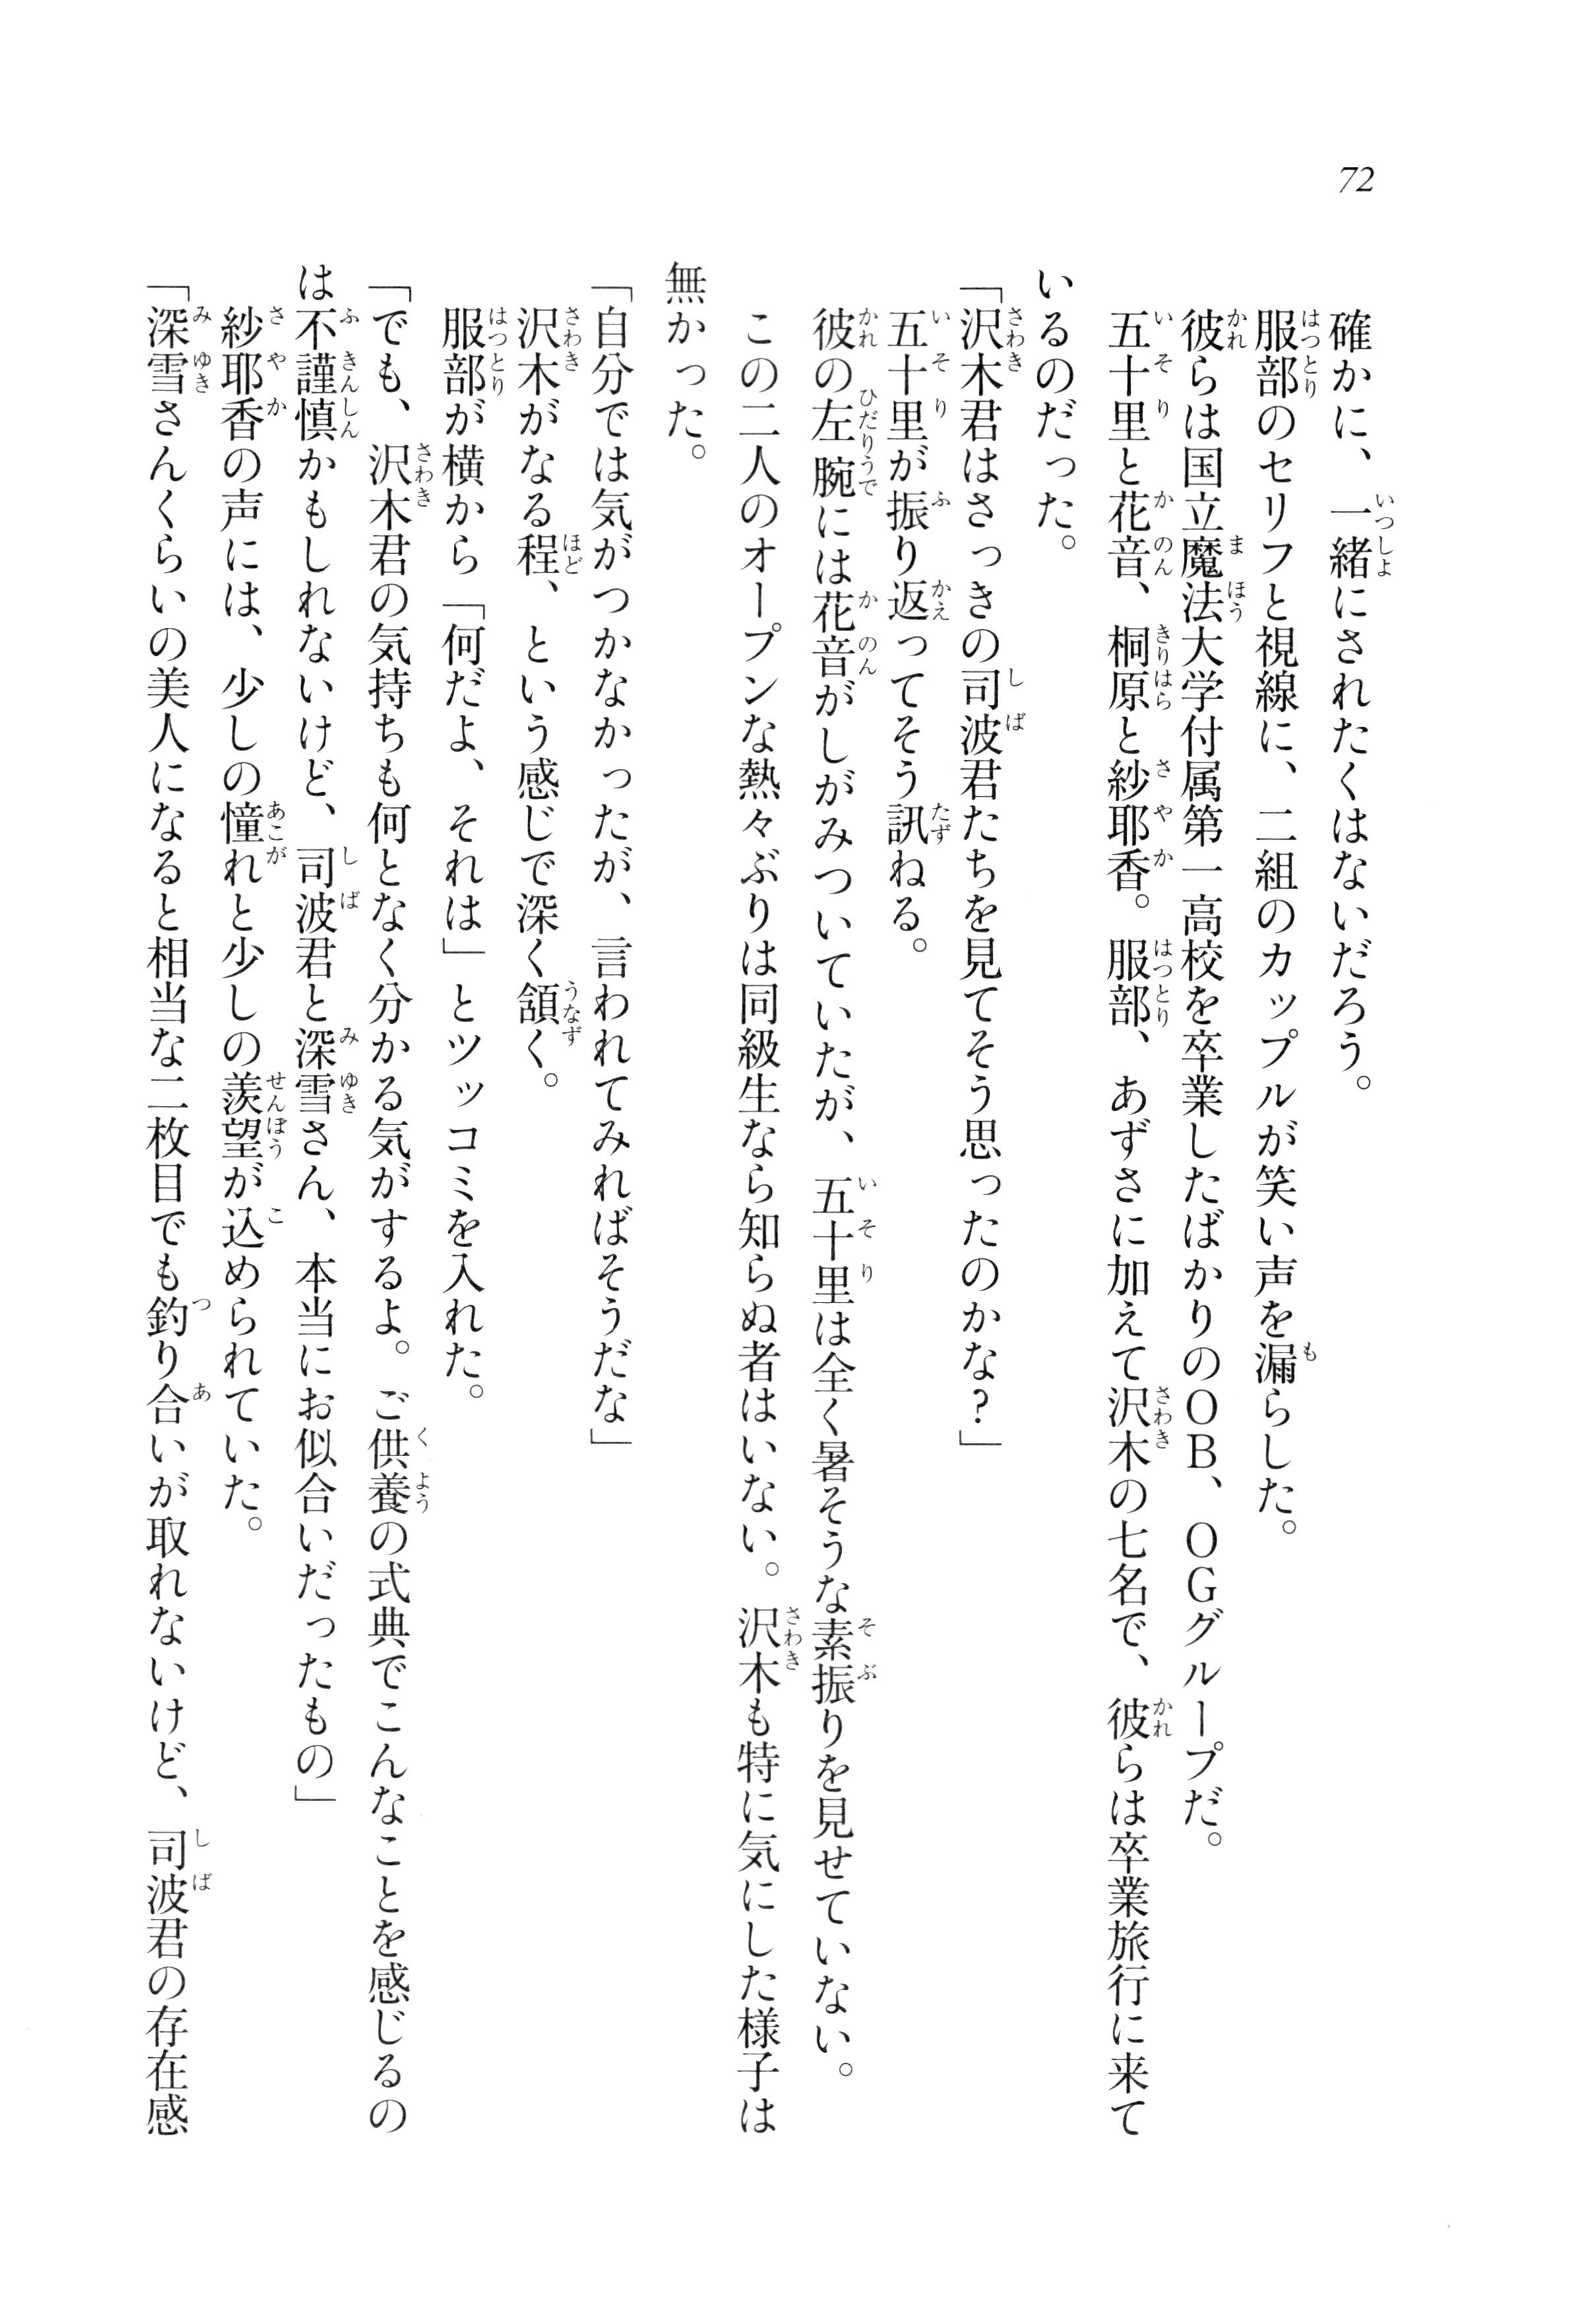 72
確かに、一緒にされたくはないだろう。
服部のセリフと視線に、二組のカップルが笑い声を漏らした。
彼らは国立魔法大学付属第一高校を卒業したばかりのＯＢ、ＯＧグループだ。
五十里と花音、桐原と紗耶香。服部、あずさに加えて沢木の七名で、彼らは卒業旅行に来て
いるのだった。
「沢木君はさっきの司波君たちを見てそう思ったのかな？」
五十里が振り返ってそう訊ねる。
彼の左腕には花音がしがみついていたが、五十里は全く暑そうな素振りを見せていない。
この二人のオープンな熱々ぶりは同級生なら知らぬ者はいない。沢木も特に気にした様子は
無かった。
「自分では気がつかなかったが、言われてみればそうだな」
沢木がなる程、という感じで深く頷く。
服部が横から「何だよ、それは」とツッコミを入れた。
「でも、沢木君の気持ちも何となく分かる気がするよ。ご供養の式典でこんなことを感じるの
は不謹慎かもしれないけど、司波君と深雪さん、本当にお似合いだったもの」
紗耶香の声には、少しの憧れと少しの羨望が込められていた。
「深雪さんくらいの美人になると相当な二枚目でも釣り合いが取れないけど、司波君の存在感